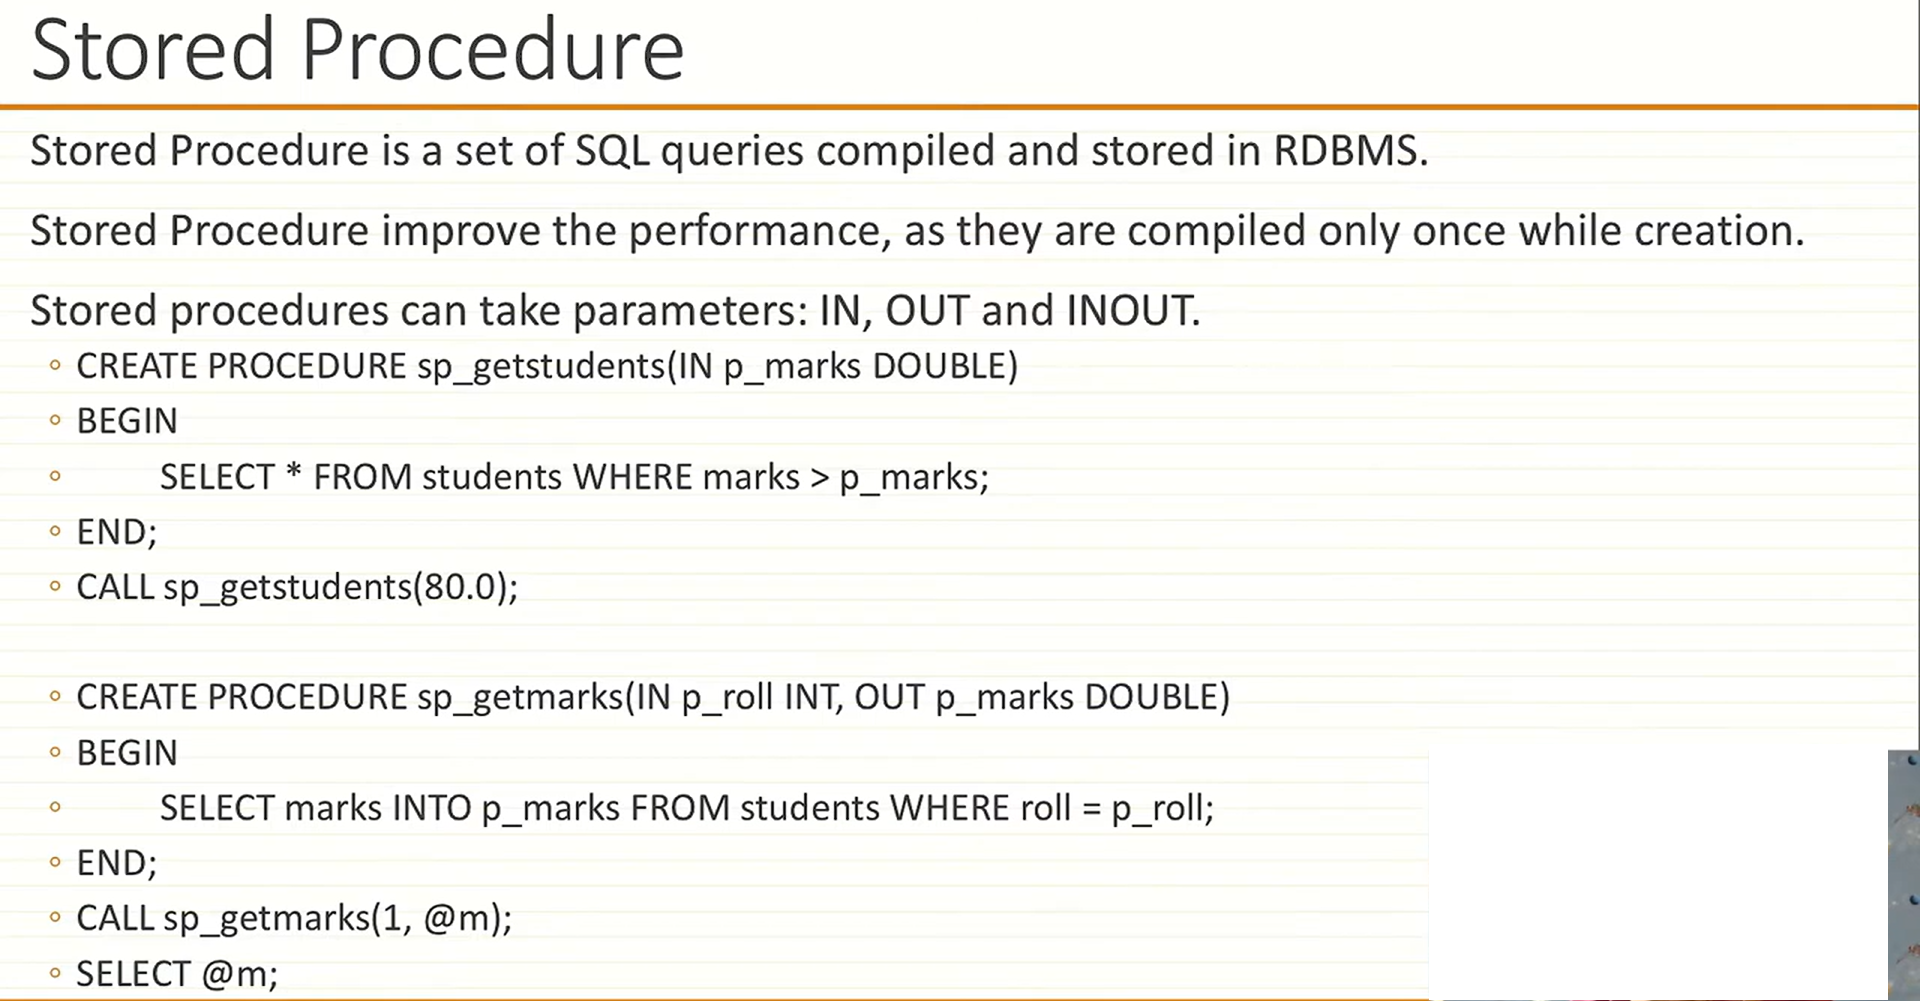 Stored Procedure
Stored Procedure is a set of SQL queries compiled and stored in RDBMS.
Stored Procedure improve the performance, as they are compiled only once while creation.
Stored procedures can take parameters: IN, OUT and INOUT.
◦ CREATE PROCEDURE sp_getstudents(IN p_marks DOUBLE)
◦ BEGIN
◦ SELECT * FROM students WHERE marks > p_marks;
◦ END;
◦ CALL sp_getstudents(80.0);
◦ CREATE PROCEDURE sp_getmarks(IN p_roll INT, OUT p_marks DOUBLE)
◦ BEGIN
◦ SELECT marks INTO p_marks FROM students WHERE roll = p_roll;
◦ END;
◦ CALL sp_getmarks(1, @m);
◦ SELECT @m;